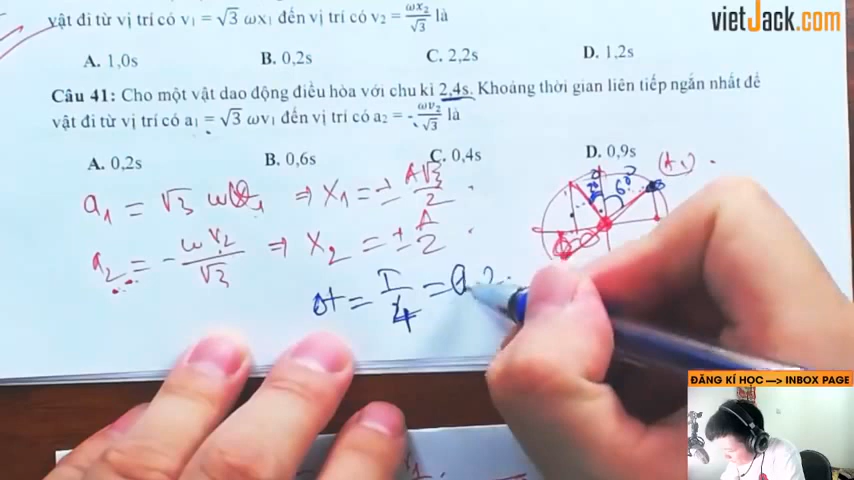 vietJack.com
vật đi từ vị trí có v₁ = √3 ωx₁ đến vị trí có v₂ = ωx₂/√3 là
A. 1,0s B. 0,2s C. 2,2s D. 1,2s
Câu 41: Cho một vật dao động điều hòa với chu kì 2,4s. Khoảng thời gian liên tiếp ngắn nhất để
vật đi từ vị trí có a₁ = √3 ωv₁ đến vị trí có a₂ = -ωv₂/√3 là
A. 0,2s B. 0,6s C. 0,4s D. 0,9s
(A, v)
60
a₁ = √3 ωv₁ ⇒ x₁ = ± A√3/2
a₂ = - ωv₂/√3 ⇒ x₂ = ± A/2
Δt = T/4 =
ĐĂNG KÍ HỌC —> INBOX PAGE